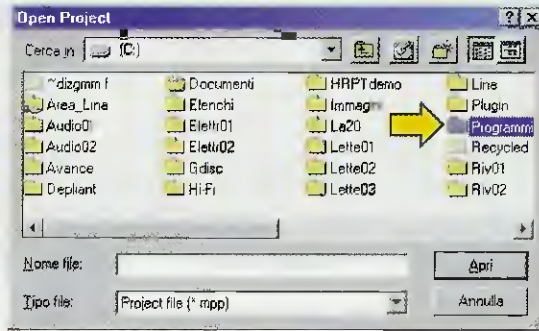 Open Project
Cerca in (C:)
~dizgmm.f Documenti HRPTdemo Line
Area_Line Elenchi Immagini Plugin
Audio01 Elettr01 La20 Programmi
Audio02 Elettr02 Lette01 Recycled
Avance Gdisc Lette02 Riv01
Depliant Hi-Fi Lette03 Riv02
Nome file: Apri
Tipo file: Project file (*.mpp) Annulla